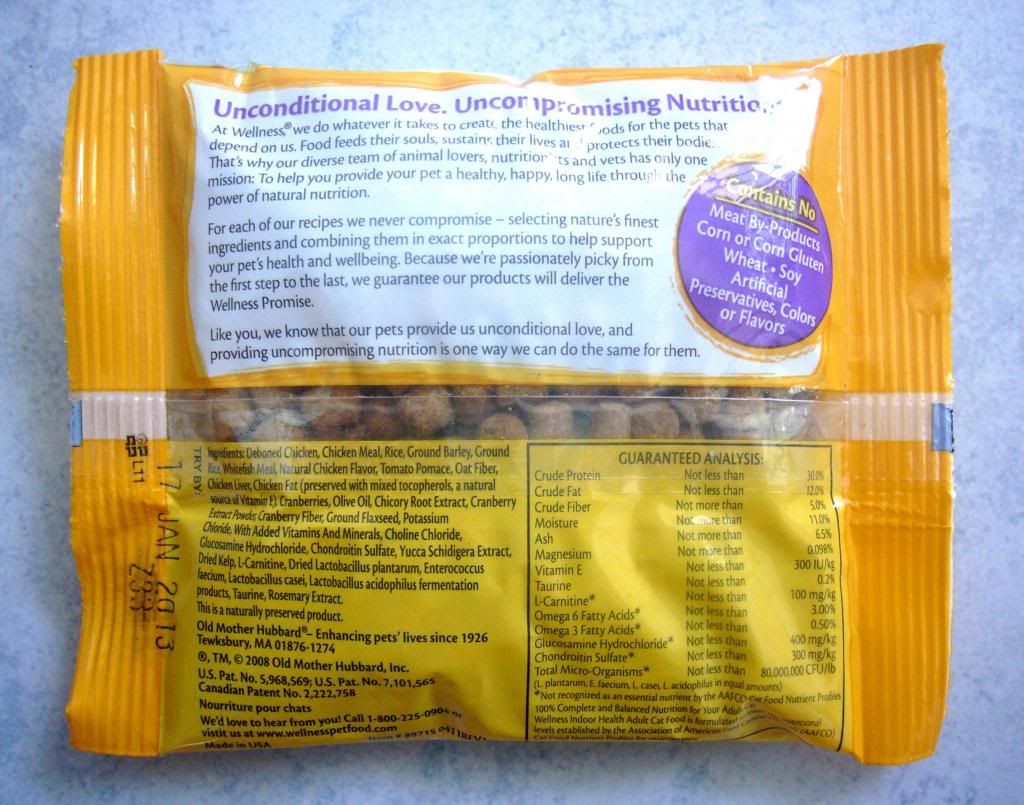 Unconditional Love. Uncompromising Nutrition.
At Wellness® we do whatever it takes to create the healthiest foods for the pets that
depend on us. Food feeds their souls, sustains their lives and protects their bodies.
That's why our diverse team of animal lovers, nutritionists and vets has only one
mission: To help you provide your pet a healthy, happy, long life through the
power of natural nutrition.
For each of our recipes we never compromise – selecting nature's finest
ingredients and combining them in exact proportions to help support
your pet's health and wellbeing. Because we're passionately picky from
the first step to the last, we guarantee our products will deliver the
Wellness Promise.
Like you, we know that our pets provide us unconditional love, and
providing uncompromising nutrition is one way we can do the same for them.
Contains No
Meat By-Products
Corn or Corn Gluten
Wheat • Soy
Artificial
Preservatives, Colors
or Flavors
L11
17 JAN 2013
TRY BY:
Ingredients: Deboned Chicken, Chicken Meal, Rice, Ground Barley, Ground
Rice, Whitefish Meal, Natural Chicken Flavor, Tomato Pomace, Oat Fiber,
Chicken Liver, Chicken Fat (preserved with mixed tocopherols, a natural
source of Vitamin E), Cranberries, Olive Oil, Chicory Root Extract, Cranberry
Extract Powder, Cranberry Fiber, Ground Flaxseed, Potassium
Chloride, With Added Vitamins And Minerals, Choline Chloride,
Glucosamine Hydrochloride, Chondroitin Sulfate, Yucca Schidigera Extract,
Dried Kelp, L-Carnitine, Dried Lactobacillus plantarum, Enterococcus
faecium, Lactobacillus casei, Lactobacillus acidophilus fermentation
products, Taurine, Rosemary Extract.
This is a naturally preserved product.
Old Mother Hubbard®– Enhancing pets' lives since 1926
Tewksbury, MA 01876-1274
®, TM, © 2008 Old Mother Hubbard, Inc.
U.S. Pat. No. 5,968,569; U.S. Pat. No. 7,101,565
Canadian Patent No. 2,222,758
Nourriture pour chats
We'd love to hear from you! Call 1-800-225-0904 or
vistit us at www.wellnesspetfood.com
Made in USA
Item # 89715 0411REV1
GUARANTEED ANALYSIS:
Crude Protein Not less than 30.0%
Crude Fat Not less than 12.0%
Crude Fiber Not more than 5.0%
Moisture Not more than 11.0%
Ash Not more than 6.5%
Magnesium Not more than 0.098%
Vitamin E Not less than 300 IU/kg
Taurine Not less than 0.2%
L-Carnitine* Not less than 100 mg/kg
Omega 6 Fatty Acids* Not less than 3.00%
Omega 3 Fatty Acids* Not less than 0.50%
Glucosamine Hydrochloride* Not less than 400 mg/kg
Chondroitin Sulfate* Not less than 300 mg/kg
Total Micro-Organisms* Not less than 80,000,000 CFU/lb
(L. plantarum, E. faecium, L. casei, L. acidophilus in equal amounts)
*Not recognized as an essential nutrient by the AAFCO Cat Food Nutrient Profiles
100% Complete and Balanced Nutrition for Your Adult
Wellness Indoor Health Adult Cat Food is formulated nutritional
levels established by the Association of American Feed (AAFCO)
Cat Food Nutrient Profiles for maintenance.